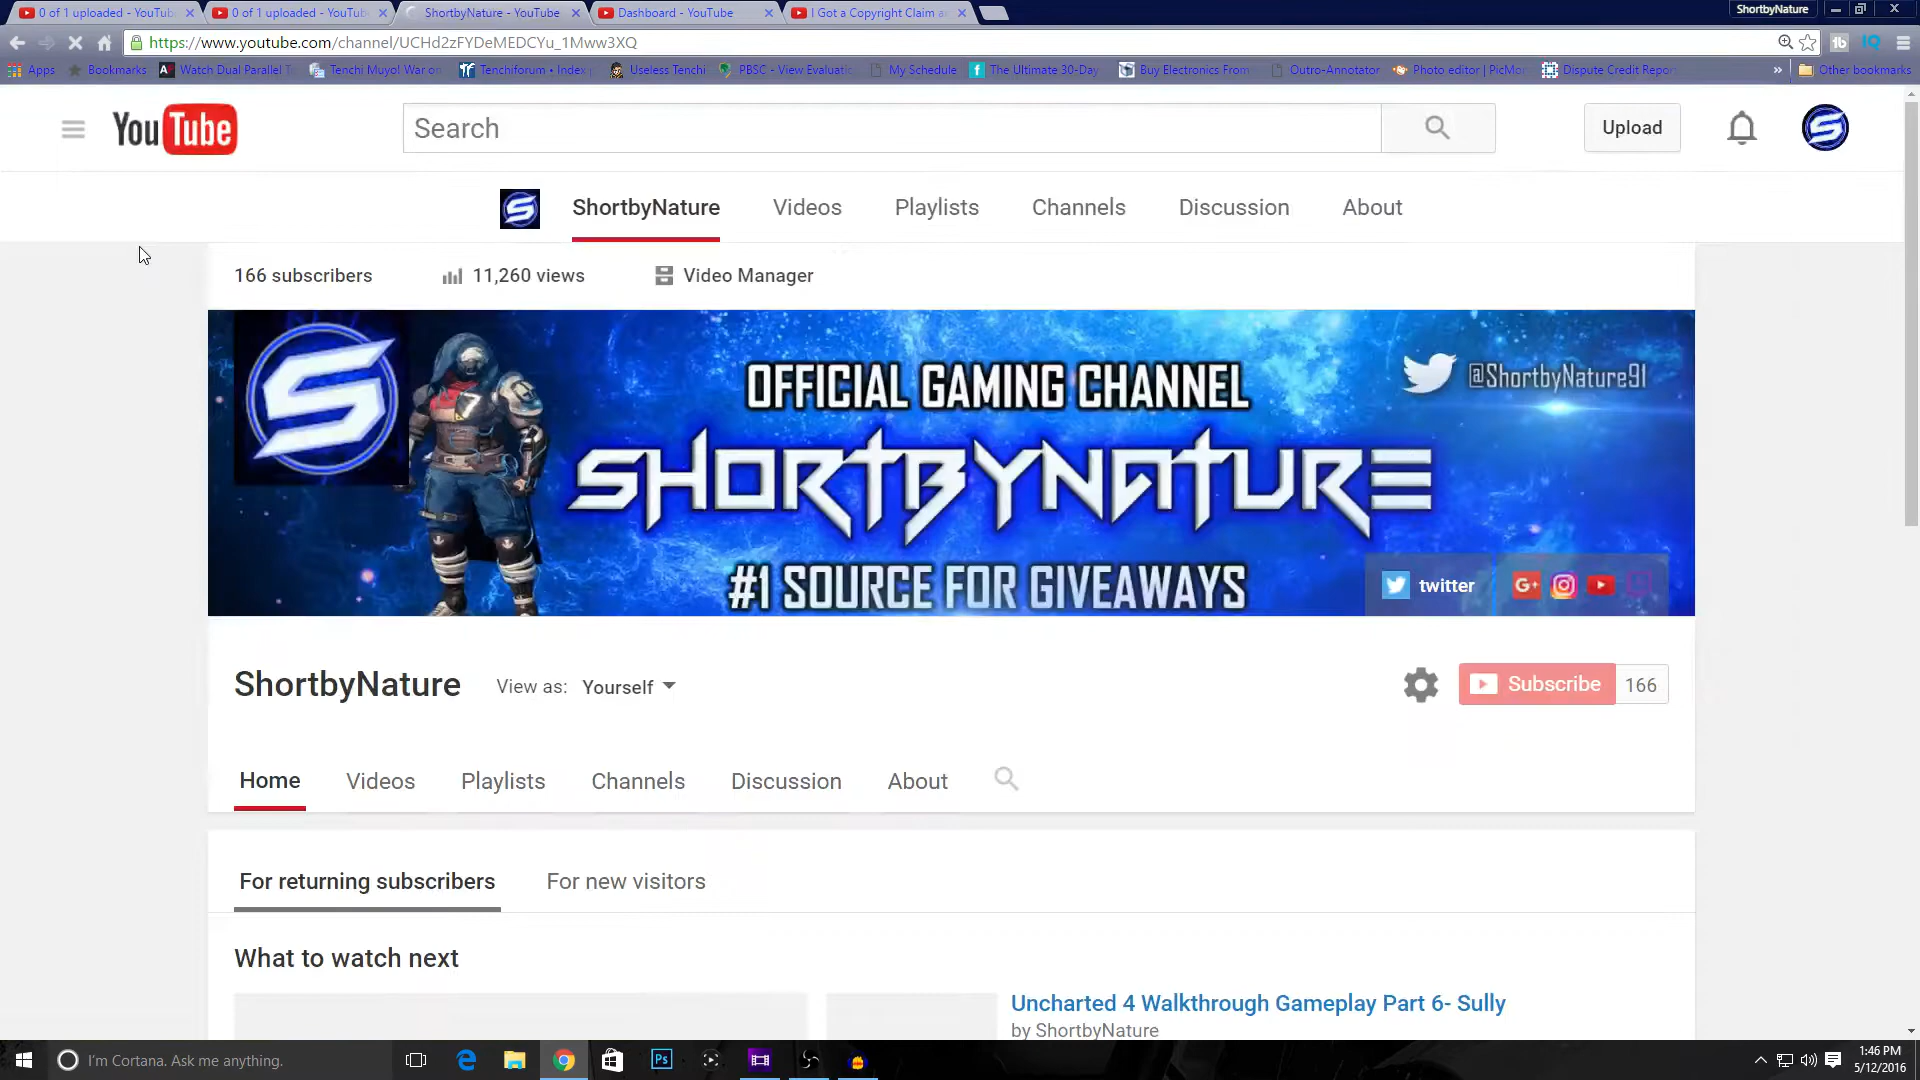 0 of 1 uploaded - YouTub
0 of 1 uploaded - YouTub
ShortbyNature - YouTube
Dashboard - YouTube
I Got a Copyright Claim a
ShortbyNature
https://www.youtube.com/channel/UCHd2zFYDeMEDCYu_1Mww3XQ
Apps
Bookmarks
Watch Dual Parallel T
Tenchi Muyo! War on
Tenchiforum • Index
Useless Tenchi
PBSC - View Evaluatio
My Schedule
The Ultimate 30-Day
Buy Electronics From
Outro-Annotator
Photo editor | PicMon
Dispute Credit Repor
»
Other bookmarks
YouTube
Search
Upload
ShortbyNature
Videos
Playlists
Channels
Discussion
About
166 subscribers
11,260 views
Video Manager
OFFICIAL GAMING CHANNEL
@ShortbyNature91
SHORTBYNATURE
#1 SOURCE FOR GIVEAWAYS
twitter
G+
ShortbyNature
View as: Yourself
Subscribe 166
Home
Videos
Playlists
Channels
Discussion
About
For returning subscribers
For new visitors
What to watch next
Uncharted 4 Walkthrough Gameplay Part 6- Sully
by ShortbyNature
I'm Cortana. Ask me anything.
Ps
1:46 PM
5/12/2016